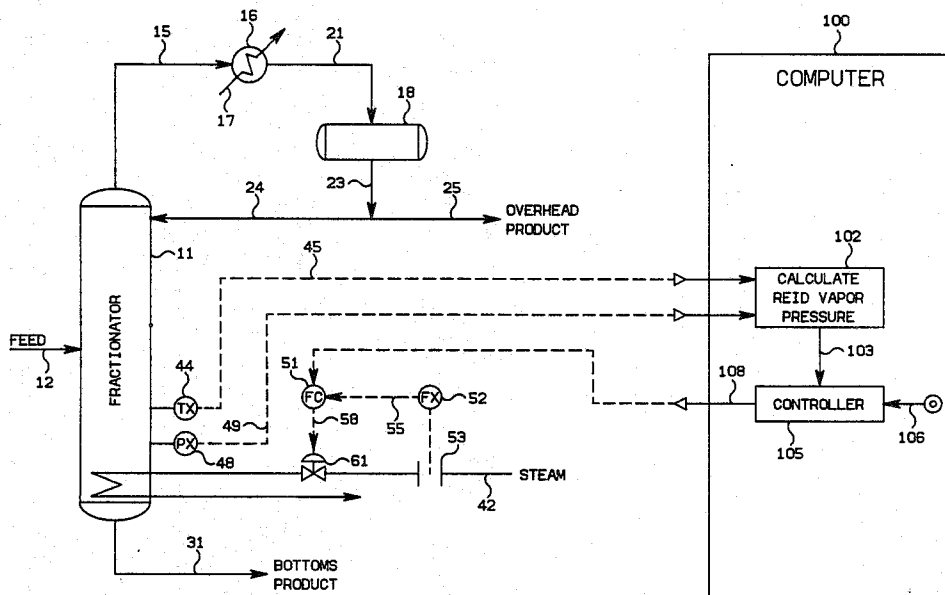 100
COMPUTER
15
16
21
17
18
23
24
25
OVERHEAD
PRODUCT
11
45
102
CALCULATE
REID VAPOR
PRESSURE
FRACTIONATOR
FEED
12
103
44
TX
49
51
FC
58
55
FX
52
108
CONTROLLER
105
106
PX
48
61
53
STEAM
42
31
BOTTOMS
PRODUCT